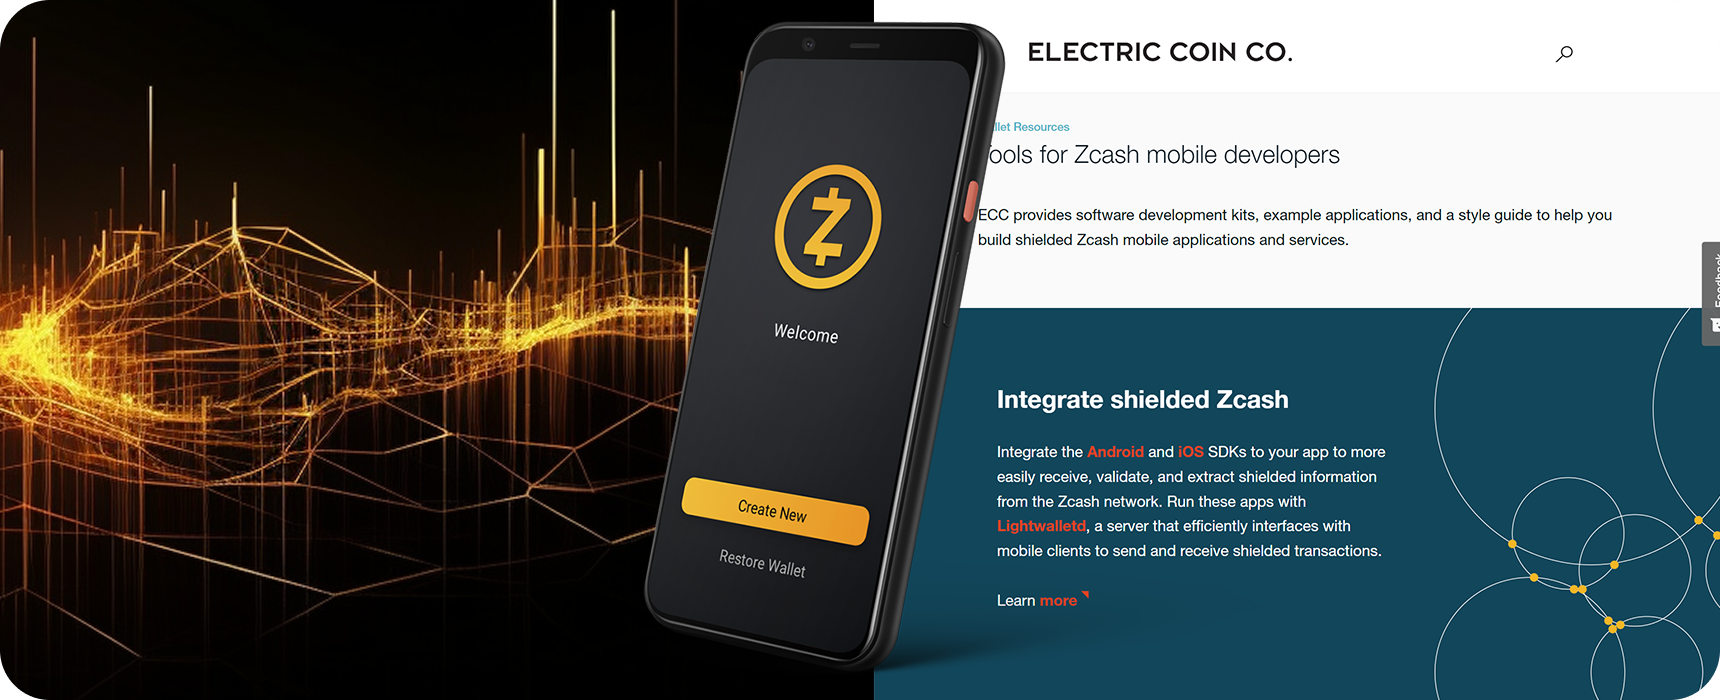 ELECTRIC COIN CO.
Resources
Tools for Zcash mobile developers
ECC provides software development kits, example applications, and a style guide to help you
build shielded Zcash mobile applications and services.
Feedback
Welcome
Create New
Restore Wallet
Integrate shielded Zcash
Integrate the Android and iOS SDKs to your app to more
easily receive, validate, and extract shielded information
from the Zcash network. Run these apps with
Lightwalletd, a server that efficiently interfaces with
mobile clients to send and receive shielded transactions.
Learn more